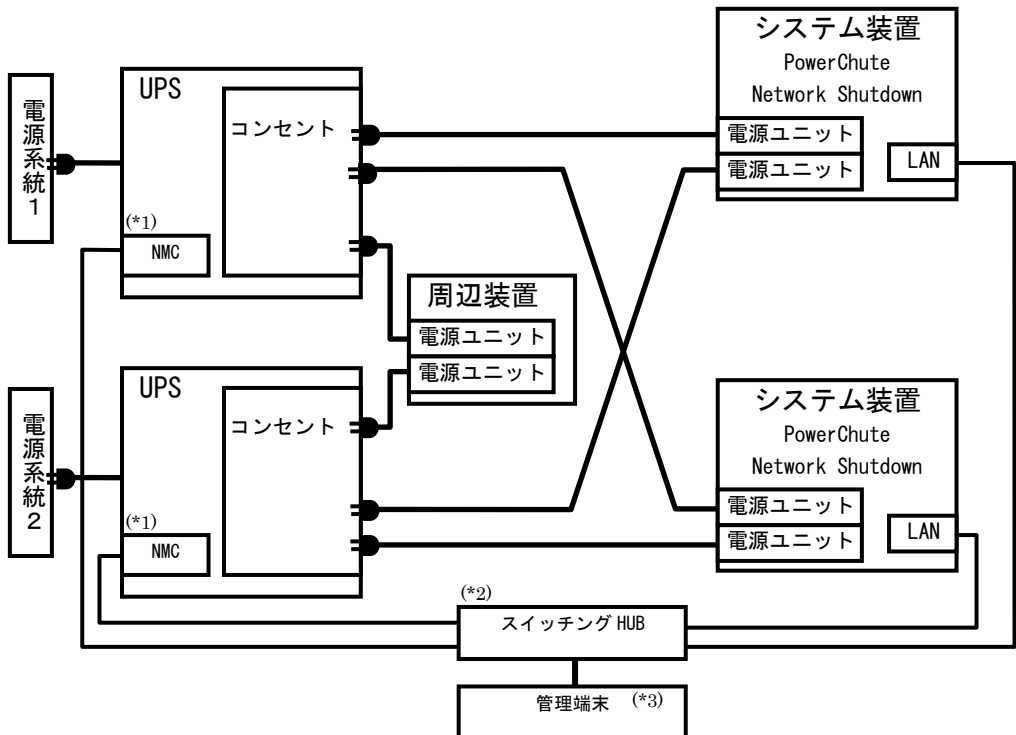 電源系統1
UPS
コンセント
(*1)
NMC
システム装置
PowerChute
Network Shutdown
電源ユニット
電源ユニット
LAN
周辺装置
電源ユニット
電源ユニット
電源系統2
UPS
コンセント
(*1)
NMC
システム装置
PowerChute
Network Shutdown
電源ユニット
電源ユニット
LAN
(*2)
スイッチング HUB
管理端末 (*3)